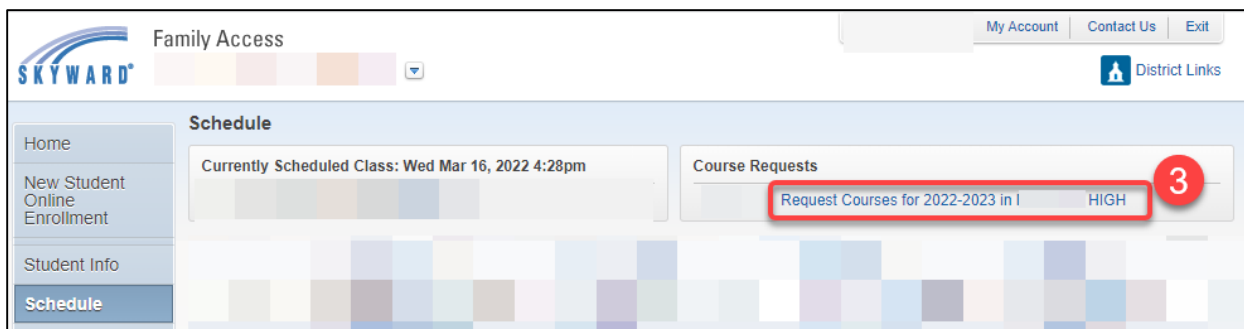 Family Access
SKYWARD®
My Account
Contact Us
Exit
District Links
Home
New Student
Online
Enrollment
Student Info
Schedule
Schedule
Currently Scheduled Class: Wed Mar 16, 2022 4:28pm
Course Requests
Request Courses for 2022-2023 in HIGH
3